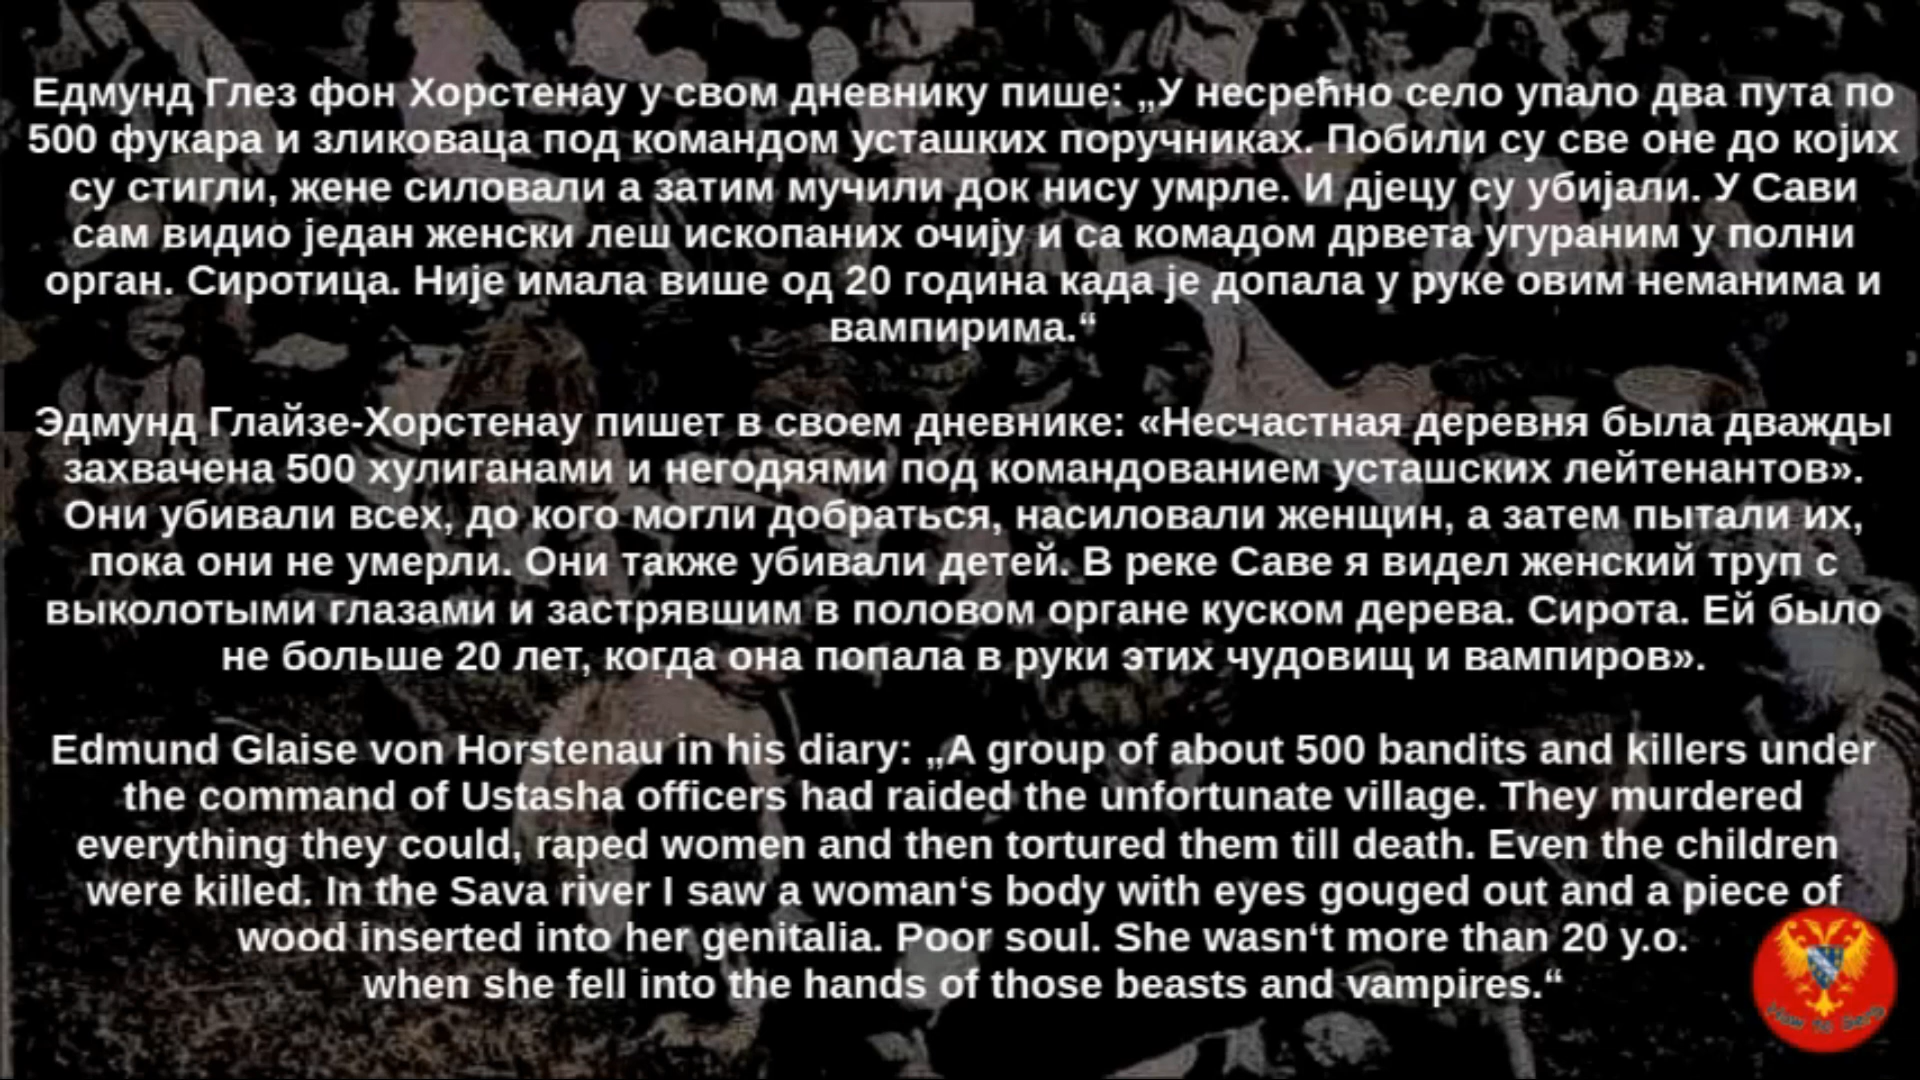 Едмунд Глез фон Хорстенау у свом дневнику пише: „У несрећно село упало два пута по
500 фукара и зликоваца под командом усташких поручниках. Побили су све оне до којих
су стигли, жене силовали а затим мучили док нису умрле. И дјецу су убијали. У Сави
сам видио један женски леш ископаних очију и са комадом дрвета угураним у полни
орган. Сиротица. Није имала више од 20 година када је допала у руке овим неманима и
вампирима.“
Эдмунд Глайзе-Хорстенау пишет в своем дневнике: «Несчастная деревня была дважды
захвачена 500 хулиганами и негодяями под командованием усташских лейтенантов».
Они убивали всех, до кого могли добраться, насиловали женщин, а затем пытали их,
пока они не умерли. Они также убивали детей. В реке Саве я видел женский труп с
выколотыми глазами и застрявшим в половом органе куском дерева. Сирота. Ей было
не больше 20 лет, когда она попала в руки этих чудовищ и вампиров».
Edmund Glaise von Horstenau in his diary: „A group of about 500 bandits and killers under
the command of Ustasha officers had raided the unfortunate village. They murdered
everything they could, raped women and then tortured them till death. Even the children
were killed. In the Sava river I saw a woman‘s body with eyes gouged out and a piece of
wood inserted into her genitalia. Poor soul. She wasn‘t more than 20 y.o.
when she fell into the hands of those beasts and vampires.“
How to Serb